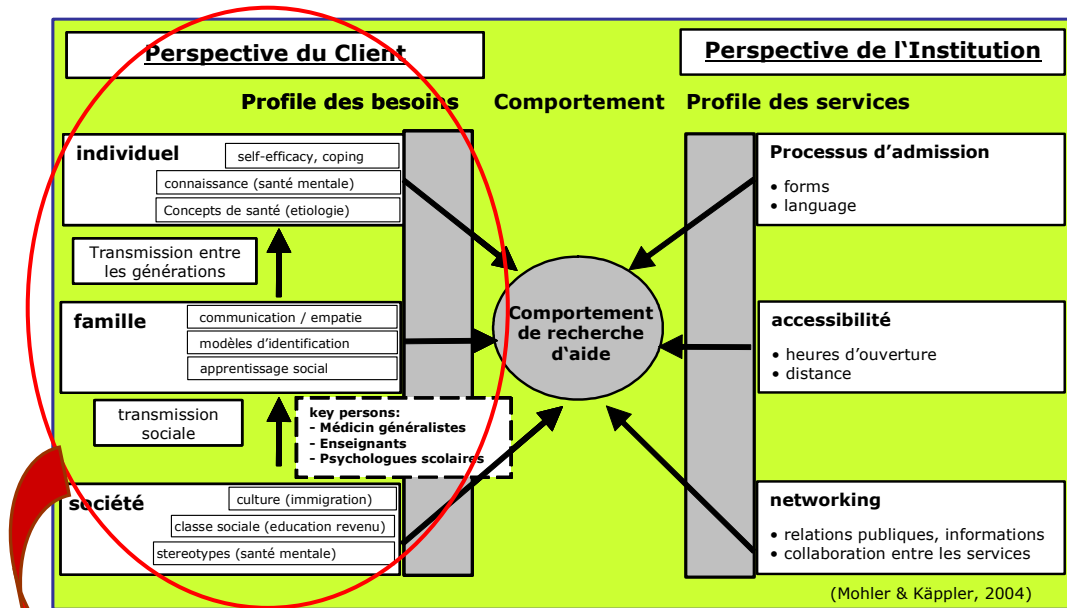 Perspective du Client
Perspective de l'Institution
Profile des besoins
Comportement
Profile des services
individuel
self-efficacy, coping
connaissance (santé mentale)
Concepts de santé (etiologie)
Transmission entre
les générations
famille
communication / empatie
modèles d'identification
apprentissage social
transmission
sociale
key persons:
- Médicin généralistes
- Enseignants
- Psychologues scolaires
société
culture (immigration)
classe sociale (education revenu)
stereotypes (santé mentale)
Comportement
de recherche
d'aide
Processus d'admission
• forms
• language
accessibilité
• heures d'ouverture
• distance
networking
• relations publiques, informations
• collaboration entre les services
(Mohler & Käppler, 2004)